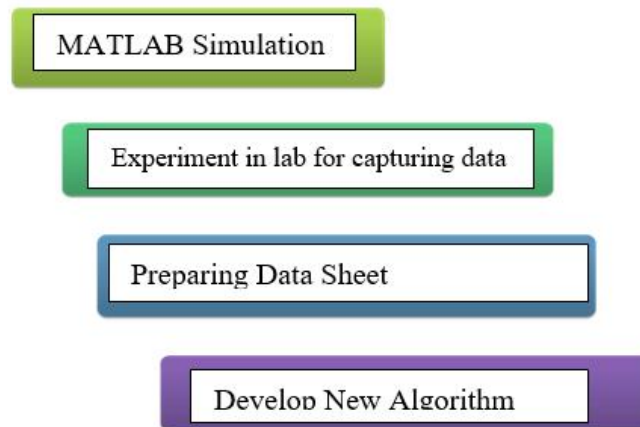 MATLAB Simulation
Experiment in lab for capturing data
Preparing Data Sheet
Develop New Algorithm